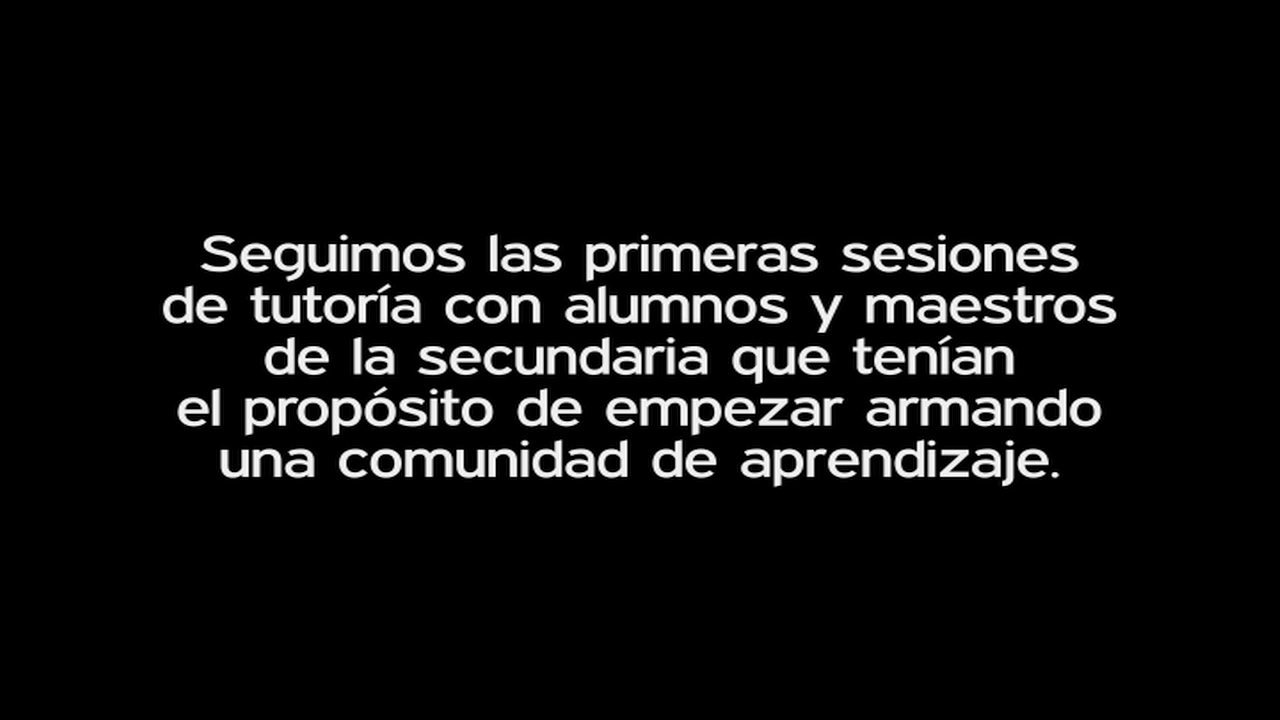 Seguimos las primeras sesiones
de tutoría con alumnos y maestros
de la secundaria que tenían
el propósito de empezar armando
una comunidad de aprendizaje.